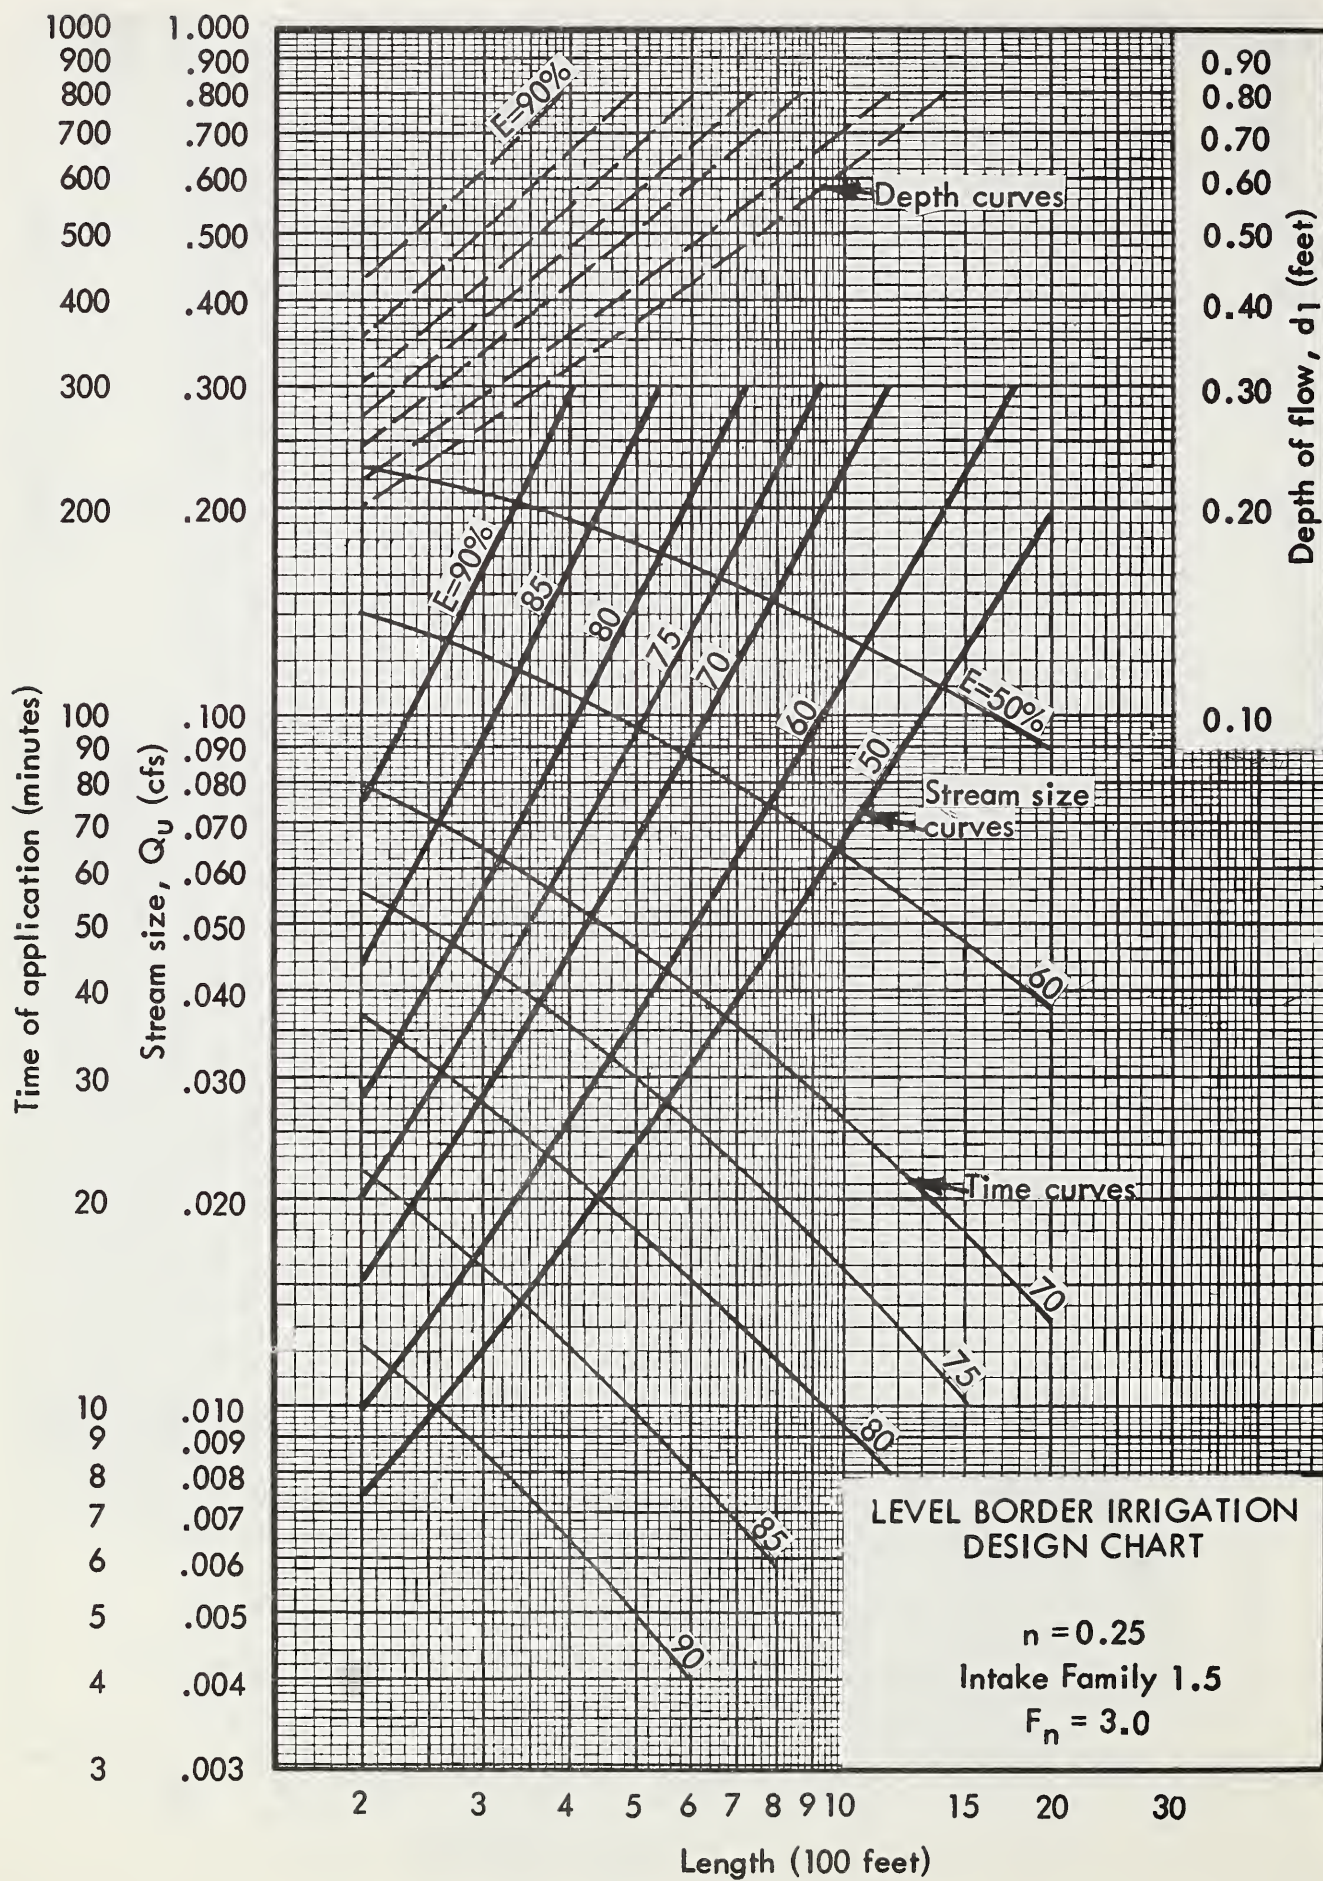 1000 1.000
900 .900
800 .800
700 .700
600 .600
500 .500
400 .400
300 .300
200 .200
100 .100
90 .090
80 .080
70 .070
60 .060
50 .050
40 .040
30 .030
20 .020
10 .010
9 .009
8 .008
7 .007
6 .006
5 .005
4 .004
3 .003
Time of application (minutes)
Stream size, Qu (cfs)
0.90
0.80
0.70
0.60
0.50
0.40
0.30
0.20
0.10
Depth of flow, d1 (feet)
E=90%
Depth curves
E=90%
85
80
75
70
60
50
E=50%
Stream size
curves
60
Time curves
70
75
80
85
90
LEVEL BORDER IRRIGATION
DESIGN CHART
n = 0.25
Intake Family 1.5
Fn = 3.0
2 3 4 5 6 7 8 9 10 15 20 30
Length (100 feet)